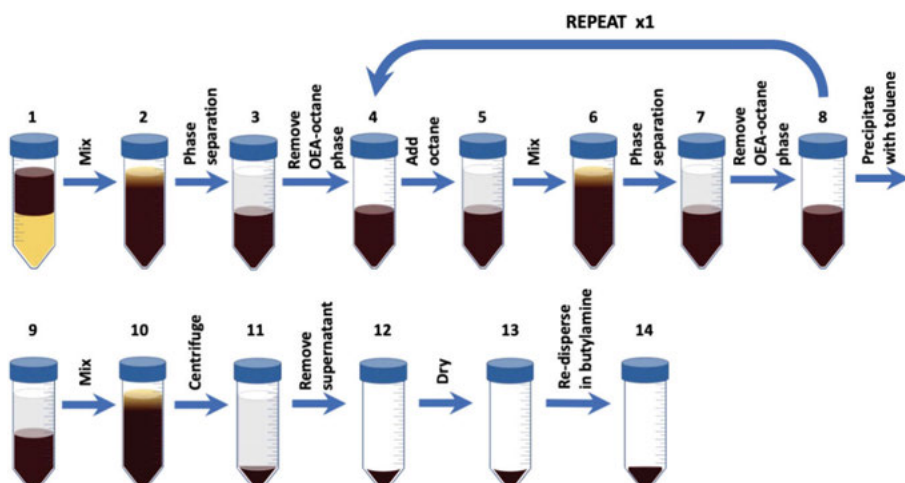 REPEAT x1
1
Mix
2
Phase
separation
3
Remove
OEA-octane
phase
4
Add
octane
5
Mix
6
Phase
separation
7
Remove
OEA-octane
phase
8
Precipitate
with toluene
9
Mix
10
Centrifuge
11
Remove
supernatant
12
Dry
13
Re-disperse
in butylamine
14